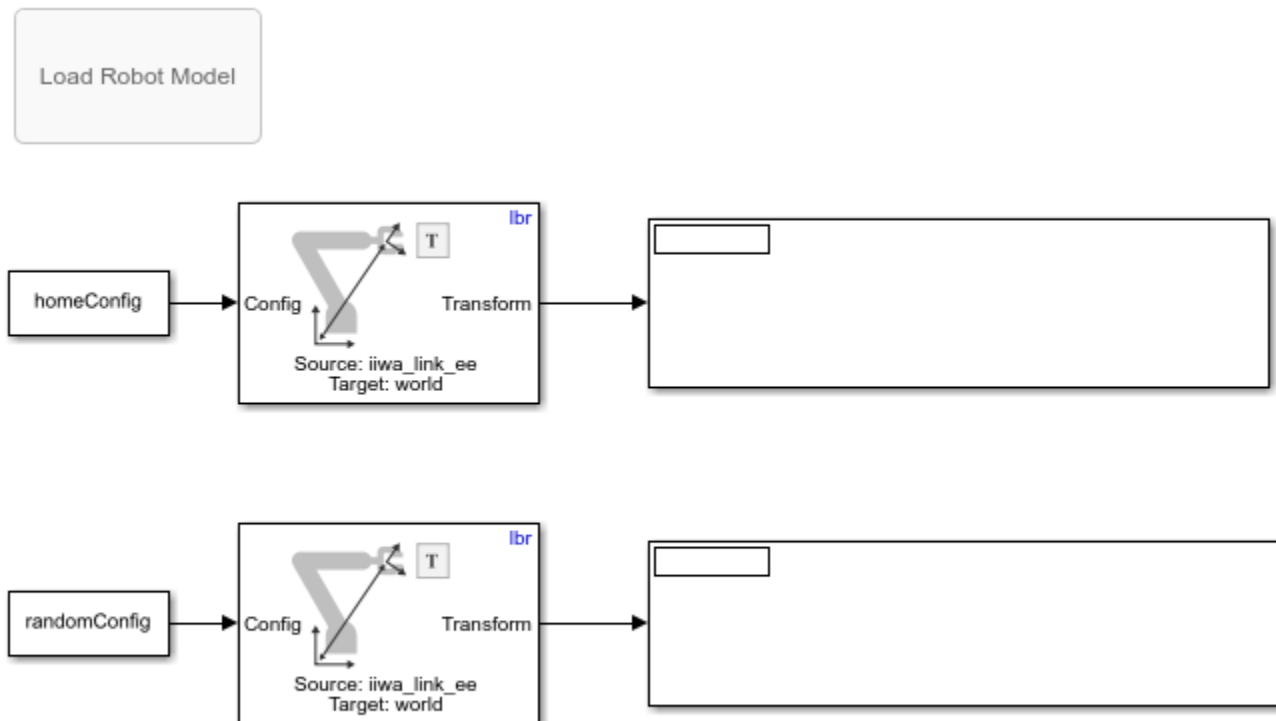 Load Robot Model
lbr
T
homeConfig
Config
Transform
Source: iiwa_link_ee
Target: world
lbr
T
randomConfig
Config
Transform
Source: iiwa_link_ee
Target: world